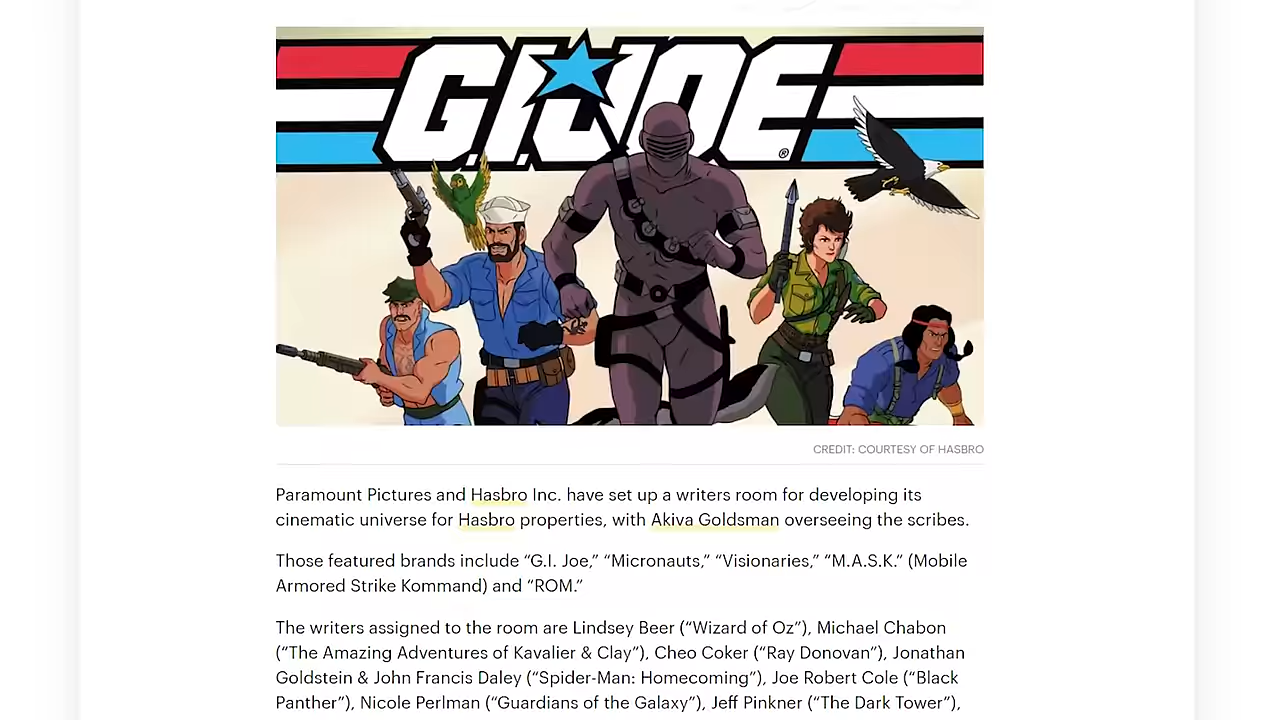 G.I. JOE
®
CREDIT: COURTESY OF HASBRO
Paramount Pictures and Hasbro Inc. have set up a writers room for developing its
cinematic universe for Hasbro properties, with Akiva Goldsman overseeing the scribes.
Those featured brands include “G.I. Joe,” “Micronauts,” “Visionaries,” “M.A.S.K.” (Mobile
Armored Strike Kommand) and “ROM.”
The writers assigned to the room are Lindsey Beer (“Wizard of Oz”), Michael Chabon
(“The Amazing Adventures of Kavalier & Clay”), Cheo Coker (“Ray Donovan”), Jonathan
Goldstein & John Francis Daley (“Spider-Man: Homecoming”), Joe Robert Cole (“Black
Panther”), Nicole Perlman (“Guardians of the Galaxy”), Jeff Pinkner (“The Dark Tower”),